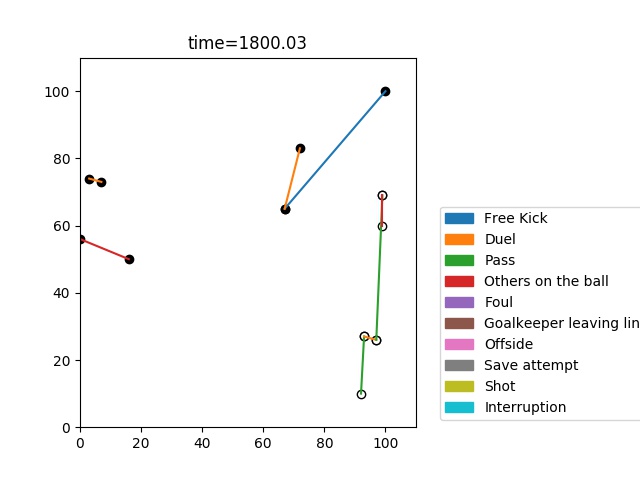 time=1800.03
100
80
60
40
20
0
0 20 40 60 80 100
Free Kick
Duel
Pass
Others on the ball
Foul
Goalkeeper leaving lin
Offside
Save attempt
Shot
Interruption